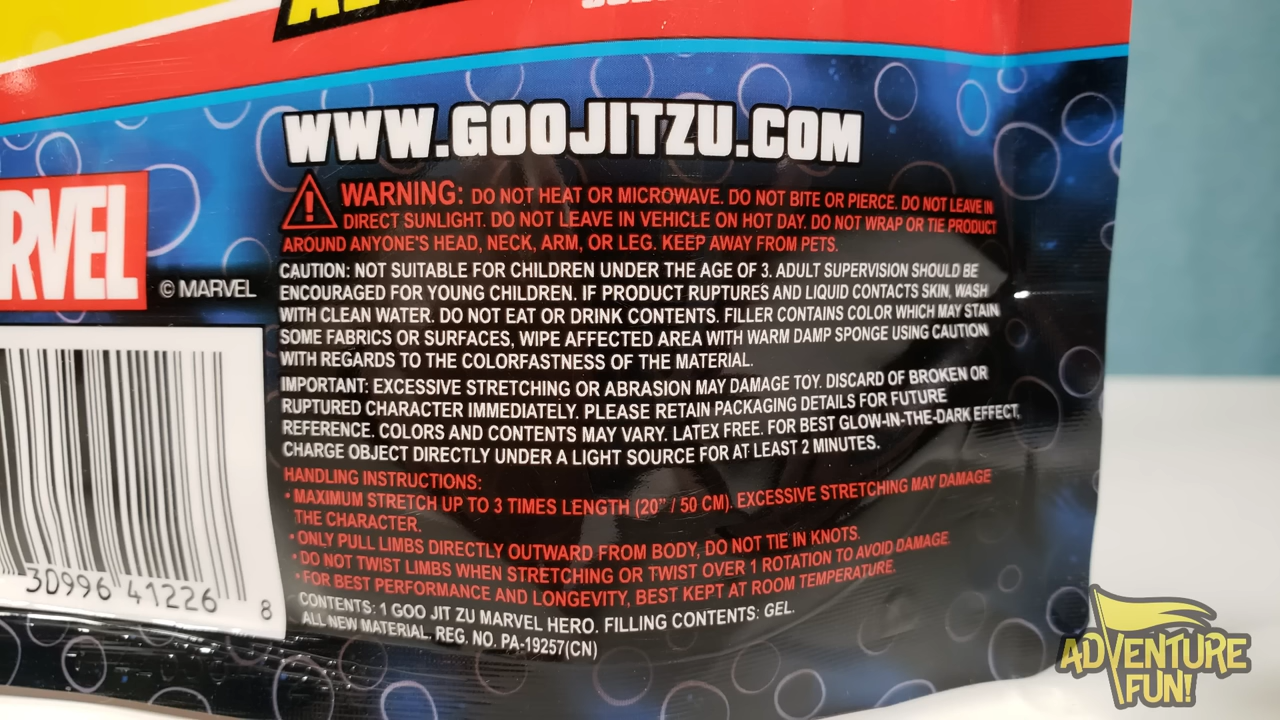 WWW.GOOJITZU.COM
WARNING: DO NOT HEAT OR MICROWAVE. DO NOT BITE OR PIERCE. DO NOT LEAVE IN
DIRECT SUNLIGHT. DO NOT LEAVE IN VEHICLE ON HOT DAY. DO NOT WRAP OR TIE PRODUCT
AROUND ANYONE'S HEAD, NECK, ARM, OR LEG. KEEP AWAY FROM PETS.
RVEL
© MARVEL
CAUTION: NOT SUITABLE FOR CHILDREN UNDER THE AGE OF 3. ADULT SUPERVISION SHOULD BE
ENCOURAGED FOR YOUNG CHILDREN. IF PRODUCT RUPTURES AND LIQUID CONTACTS SKIN, WASH
WITH CLEAN WATER. DO NOT EAT OR DRINK CONTENTS. FILLER CONTAINS COLOR WHICH MAY STAIN
SOME FABRICS OR SURFACES, WIPE AFFECTED AREA WITH WARM DAMP SPONGE USING CAUTION
WITH REGARDS TO THE COLORFASTNESS OF THE MATERIAL.
IMPORTANT: EXCESSIVE STRETCHING OR ABRASION MAY DAMAGE TOY. DISCARD OF BROKEN OR
RUPTURED CHARACTER IMMEDIATELY. PLEASE RETAIN PACKAGING DETAILS FOR FUTURE
REFERENCE. COLORS AND CONTENTS MAY VARY. LATEX FREE. FOR BEST GLOW-IN-THE-DARK EFFECT,
CHARGE OBJECT DIRECTLY UNDER A LIGHT SOURCE FOR AT LEAST 2 MINUTES.
HANDLING INSTRUCTIONS:
• MAXIMUM STRETCH UP TO 3 TIMES LENGTH (20” / 50 CM). EXCESSIVE STRETCHING MAY DAMAGE
THE CHARACTER.
• ONLY PULL LIMBS DIRECTLY OUTWARD FROM BODY, DO NOT TIE IN KNOTS.
• DO NOT TWIST LIMBS WHEN STRETCHING OR TWIST OVER 1 ROTATION TO AVOID DAMAGE.
• FOR BEST PERFORMANCE AND LONGEVITY, BEST KEPT AT ROOM TEMPERATURE.
CONTENTS: 1 GOO JIT ZU MARVEL HERO. FILLING CONTENTS: GEL.
ALL NEW MATERIAL. REG. NO. PA-19257(CN)
30996 41226 8
ADVENTURE
FUN!